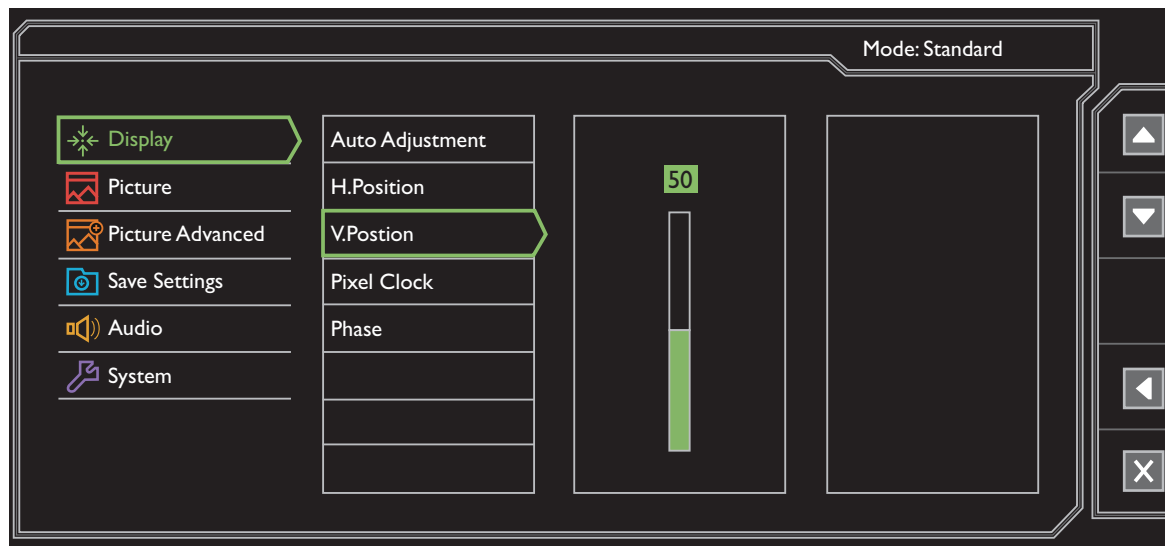 Mode: Standard
Display
Picture
Picture Advanced
Save Settings
Audio
System
Auto Adjustment
H.Position
V.Postion
Pixel Clock
Phase
50